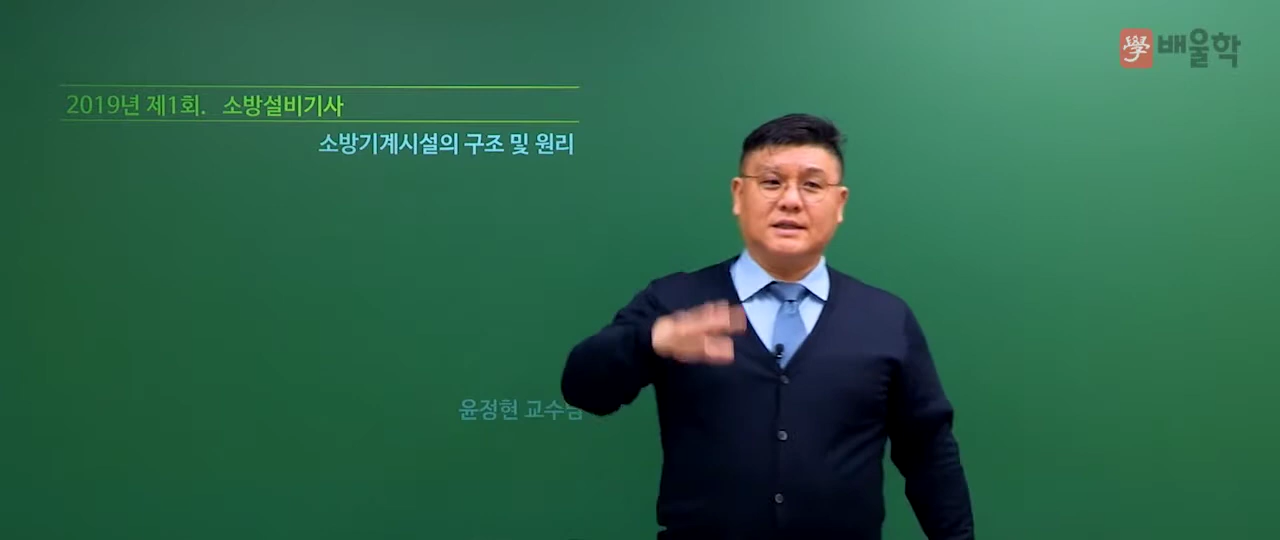 學 배울학
2019년 제1회. 소방설비기사
소방기계시설의 구조 및 원리
윤정현 교수님